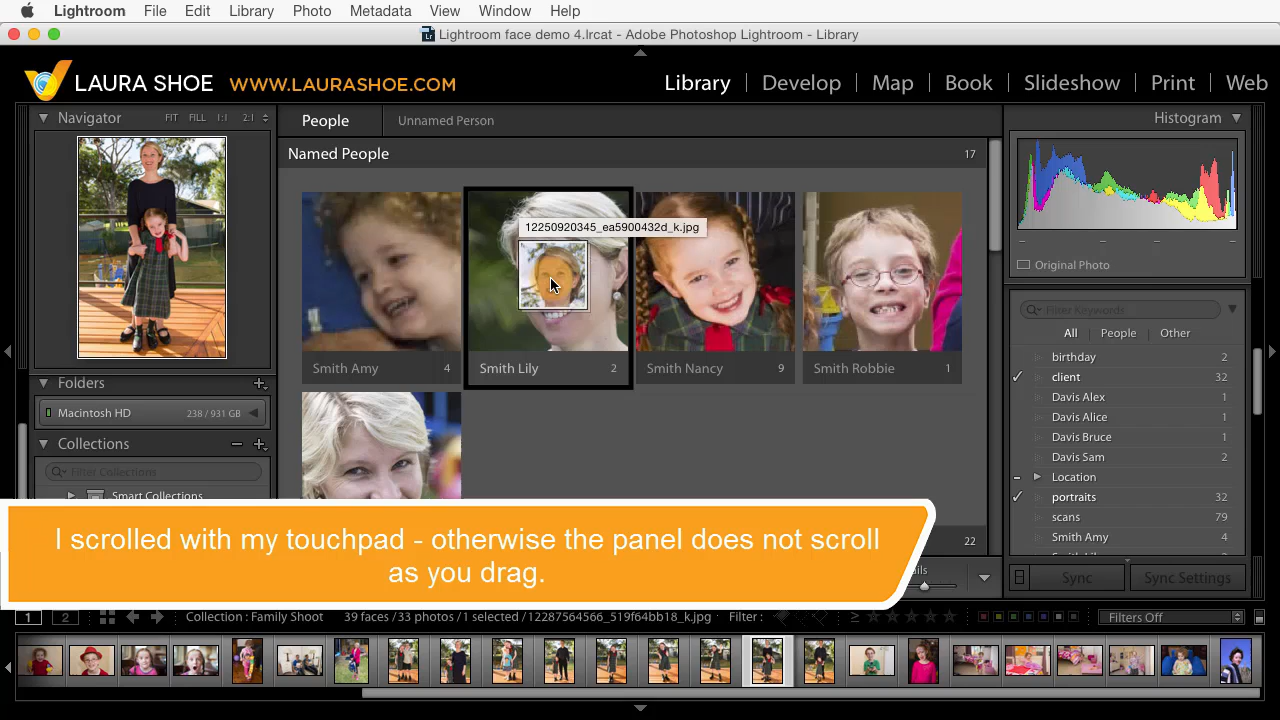 Lightroom File Edit Library Photo Metadata View Window Help
Lightroom face demo 4.lrcat - Adobe Photoshop Lightroom - Library
LAURA SHOE WWW.LAURASHOE.COM
Library Develop Map Book Slideshow Print Web
Navigator FIT FILL 1:1 2:1
People Unnamed Person
Histogram
Named People 17
12250920345_ea5900432d_k.jpg
Original Photo
Filter Keywords
All People Other
Smith Amy 4
Smith Lily 2
Smith Nancy 9
Smith Robbie 1
birthday 2
client 32
Davis Alex 1
Davis Alice 1
Davis Bruce 1
Davis Sam 2
Location
portraits 32
scans 79
Smith Amy 4
Folders
Macintosh HD 238 / 931 GB
Collections
Filter Collections
Smart Collections
22
I scrolled with my touchpad - otherwise the panel does not scroll
as you drag.
Sync Sync Settings
1 2 Collection : Family Shoot 39 faces / 33 photos / 1 selected / 12287564566_519f64bb18_k.jpg Filter : Filters Off